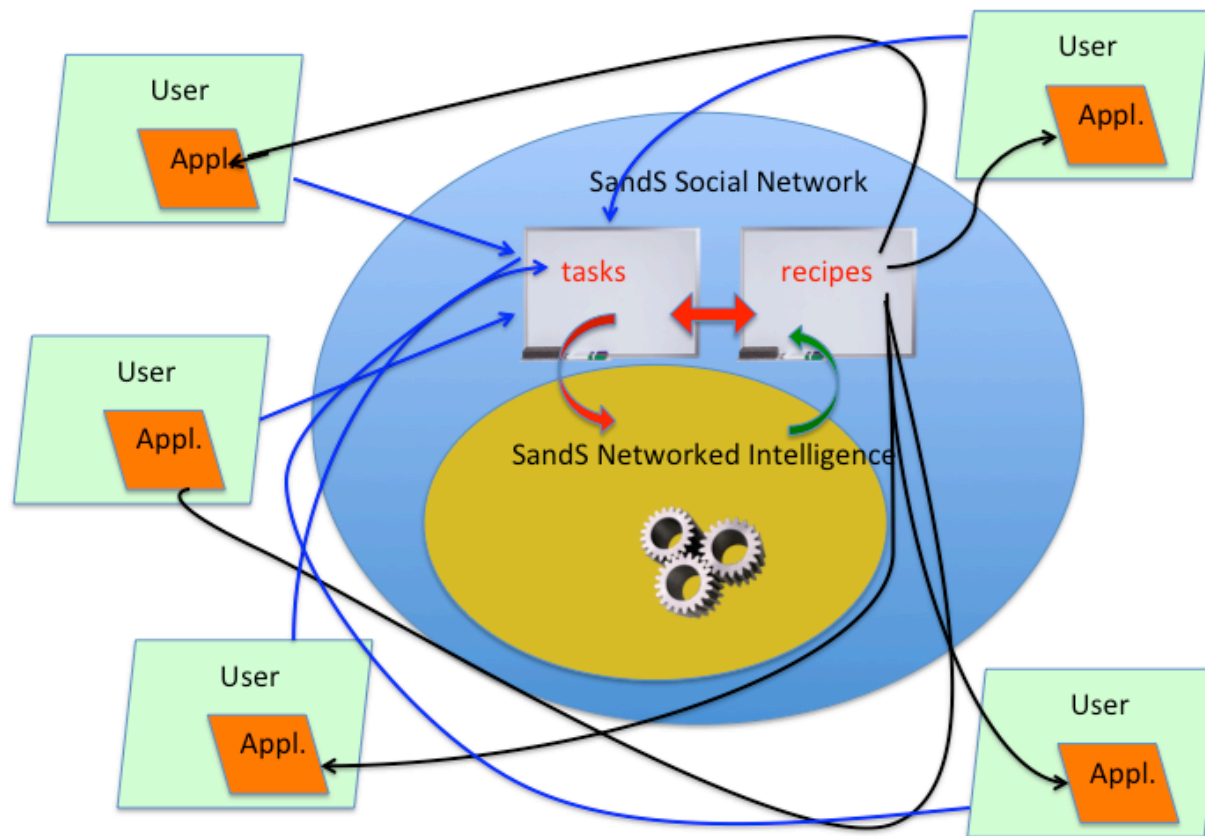 User
Appl.
User
Appl.
SandS Social Network
tasks
recipes
User
Appl.
SandS Networked Intelligence
User
Appl.
User
Appl.